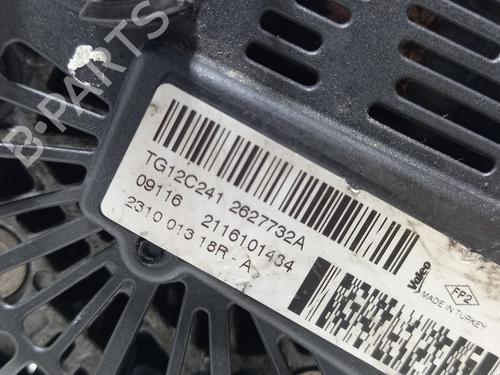 B-PARTS
TG12C241 2627732A
09116 2116101434
2310 013 18R - A
Valeo
FP2
MADE IN TURKEY